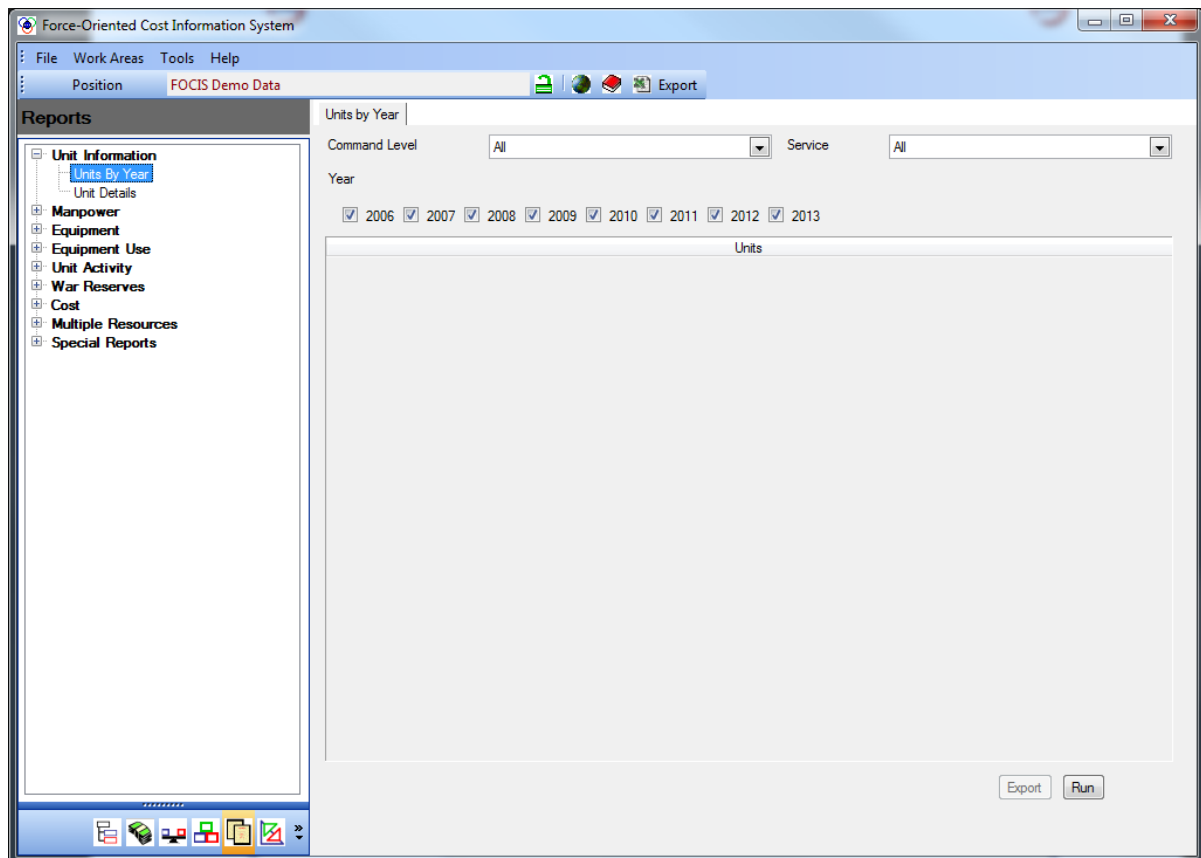 Force-Oriented Cost Information System
File Work Areas Tools Help
Position FOCIS Demo Data Export
Reports
Unit Information
Units By Year
Unit Details
Manpower
Equipment
Equipment Use
Unit Activity
War Reserves
Cost
Multiple Resources
Special Reports
Units by Year
Command Level All Service All
Year
2006 2007 2008 2009 2010 2011 2012 2013
Units
Export Run